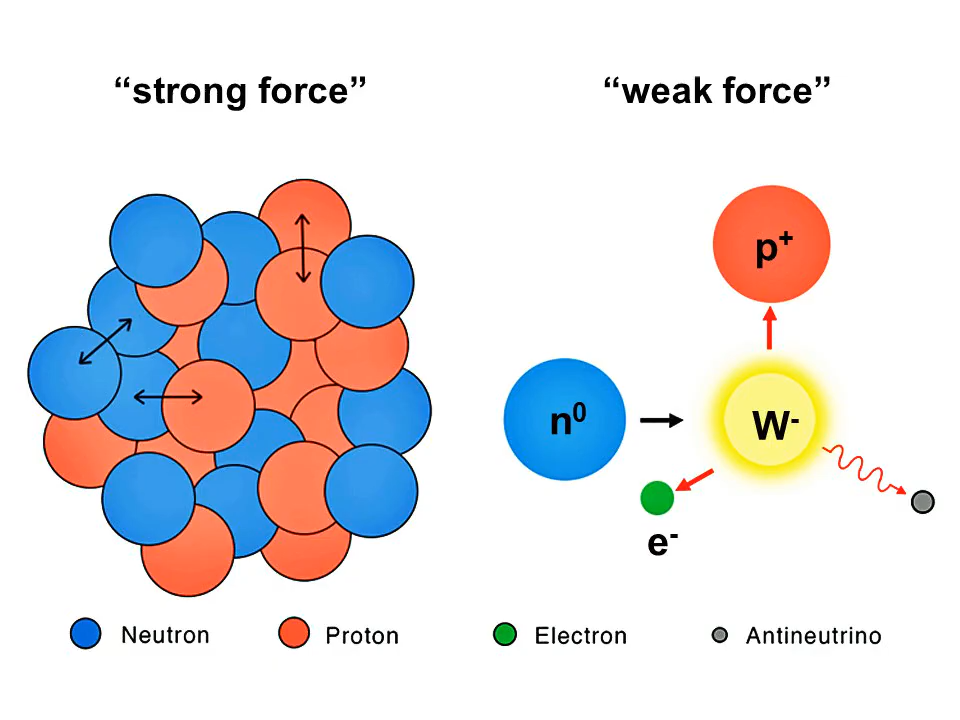 “strong force” “weak force”
p⁺
n⁰
W⁻
e⁻
Neutron Proton Electron Antineutrino